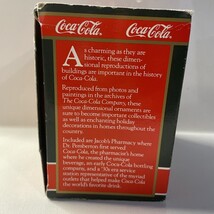 Coca-Cola Coca-Cola
As charming as they are
historic, these dimen-
sional reproductions of
buildings are important in the history
of Coca-Cola.
Reproduced from photos and
paintings in the archives of
The Coca-Cola Company, these
unique dimensional ornaments are
sure to become important collectibles
as well as enchanting holiday
decorations in homes throughout the
country.
Included are Jacob's Pharmacy where
Dr. Pemberton first served
Coca-Cola, the pharmacist's home
where he created the unique
beverage, an early Coca-Cola bottling
company, and a "30s-era service
station representative of the myriad
outlets that helped make Coca-Cola
the world's favorite drink.